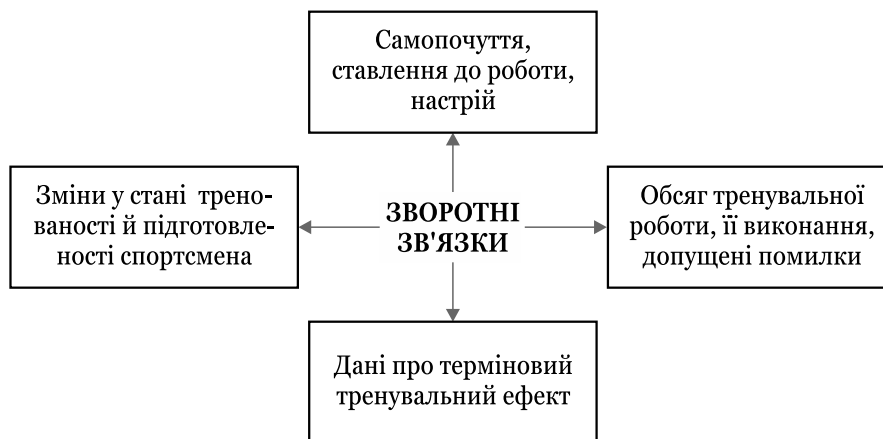 Самопочуття,
ставлення до роботи,
настрій
Зміни у стані трено-
ваності й підготовле-
ності спортсмена
ЗВОРОТНІ
ЗВ'ЯЗКИ
Обсяг тренувальної
роботи, її виконання,
допущені помилки
Дані про терміновий
тренувальний ефект